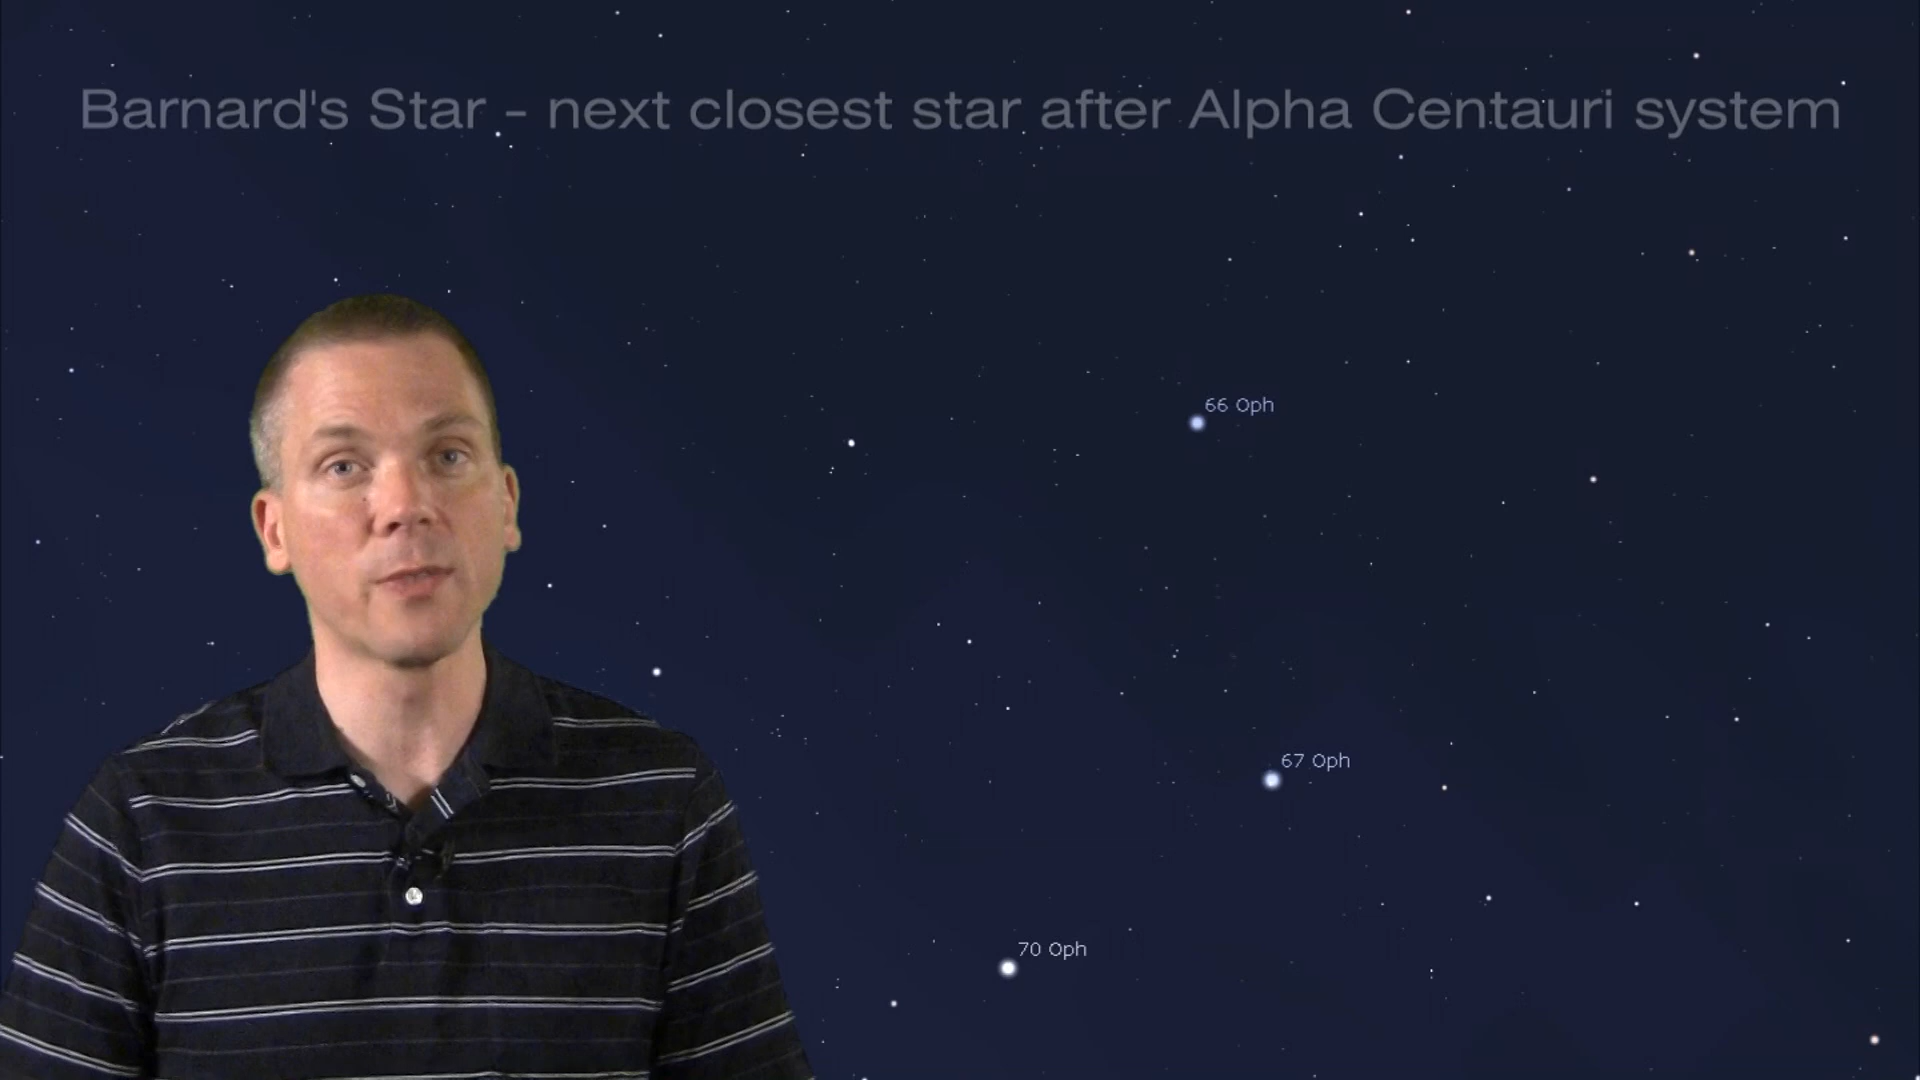 Barnard's Star - next closest star after Alpha Centauri system
66 Oph
67 Oph
70 Oph